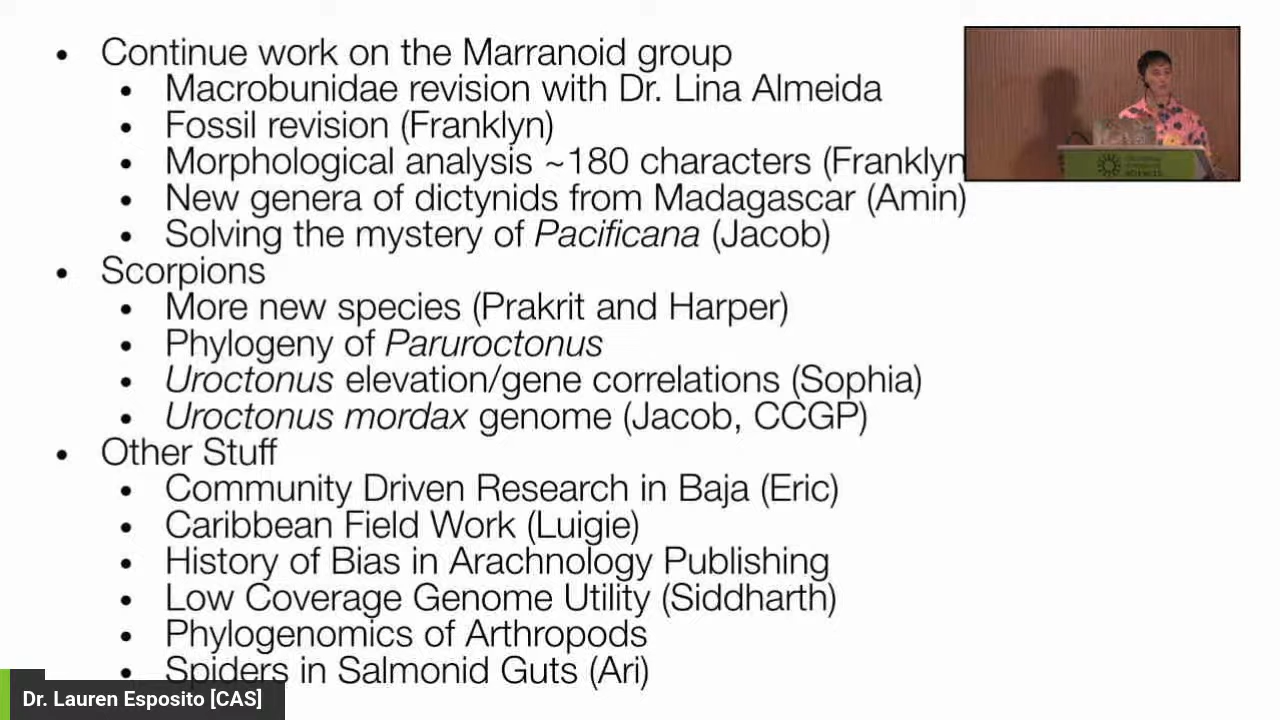 • Continue work on the Marranoid group
• Macrobunidae revision with Dr. Lina Almeida
• Fossil revision (Franklyn)
• Morphological analysis ~180 characters (Franklyn
• New genera of dictynids from Madagascar (Amin)
• Solving the mystery of Pacificana (Jacob)
• Scorpions
• More new species (Prakrit and Harper)
• Phylogeny of Paruroctonus
• Uroctonus elevation/gene correlations (Sophia)
• Uroctonus mordax genome (Jacob, CCGP)
• Other Stuff
• Community Driven Research in Baja (Eric)
• Caribbean Field Work (Luigie)
• History of Bias in Arachnology Publishing
• Low Coverage Genome Utility (Siddharth)
• Phylogenomics of Arthropods
• Spiders in Salmonid Guts (Ari)
Dr. Lauren Esposito [CAS]